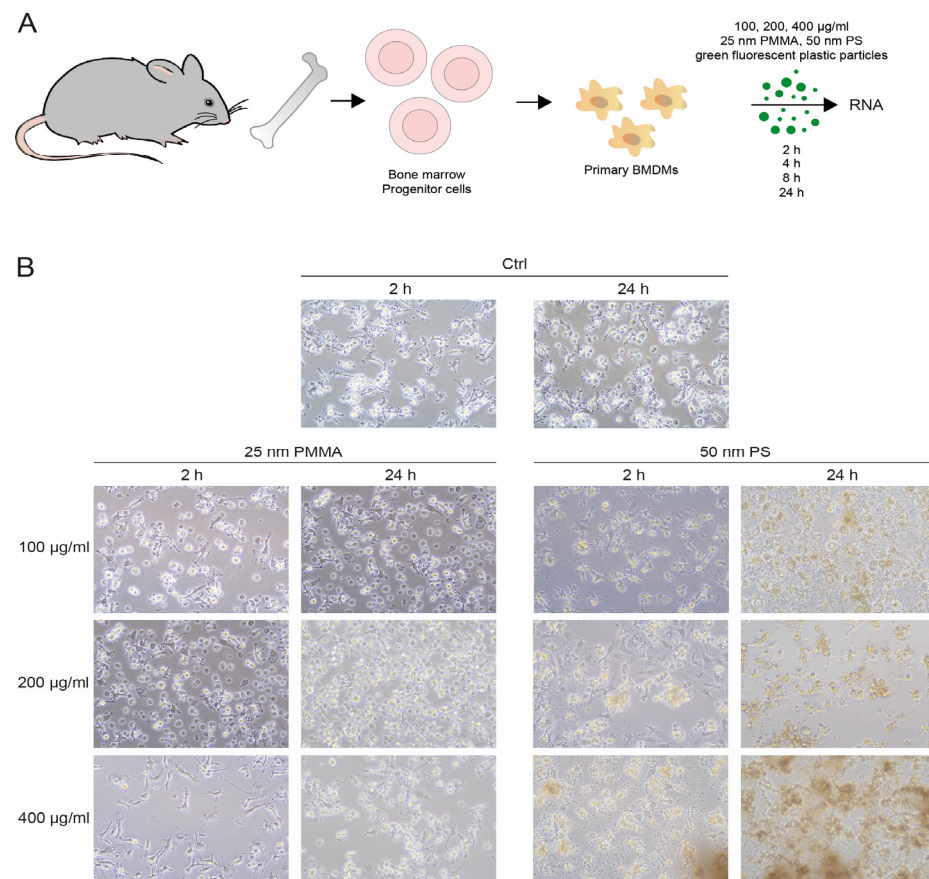 A
100, 200, 400 µg/ml
25 nm PMMA, 50 nm PS
green fluorescent plastic particles
RNA
Bone marrow
Progenitor cells
Primary BMDMs
2 h
4 h
8 h
24 h
B
Ctrl
2 h 24 h
25 nm PMMA 50 nm PS
2 h 24 h 2 h 24 h
100 µg/ml
200 µg/ml
400 µg/ml